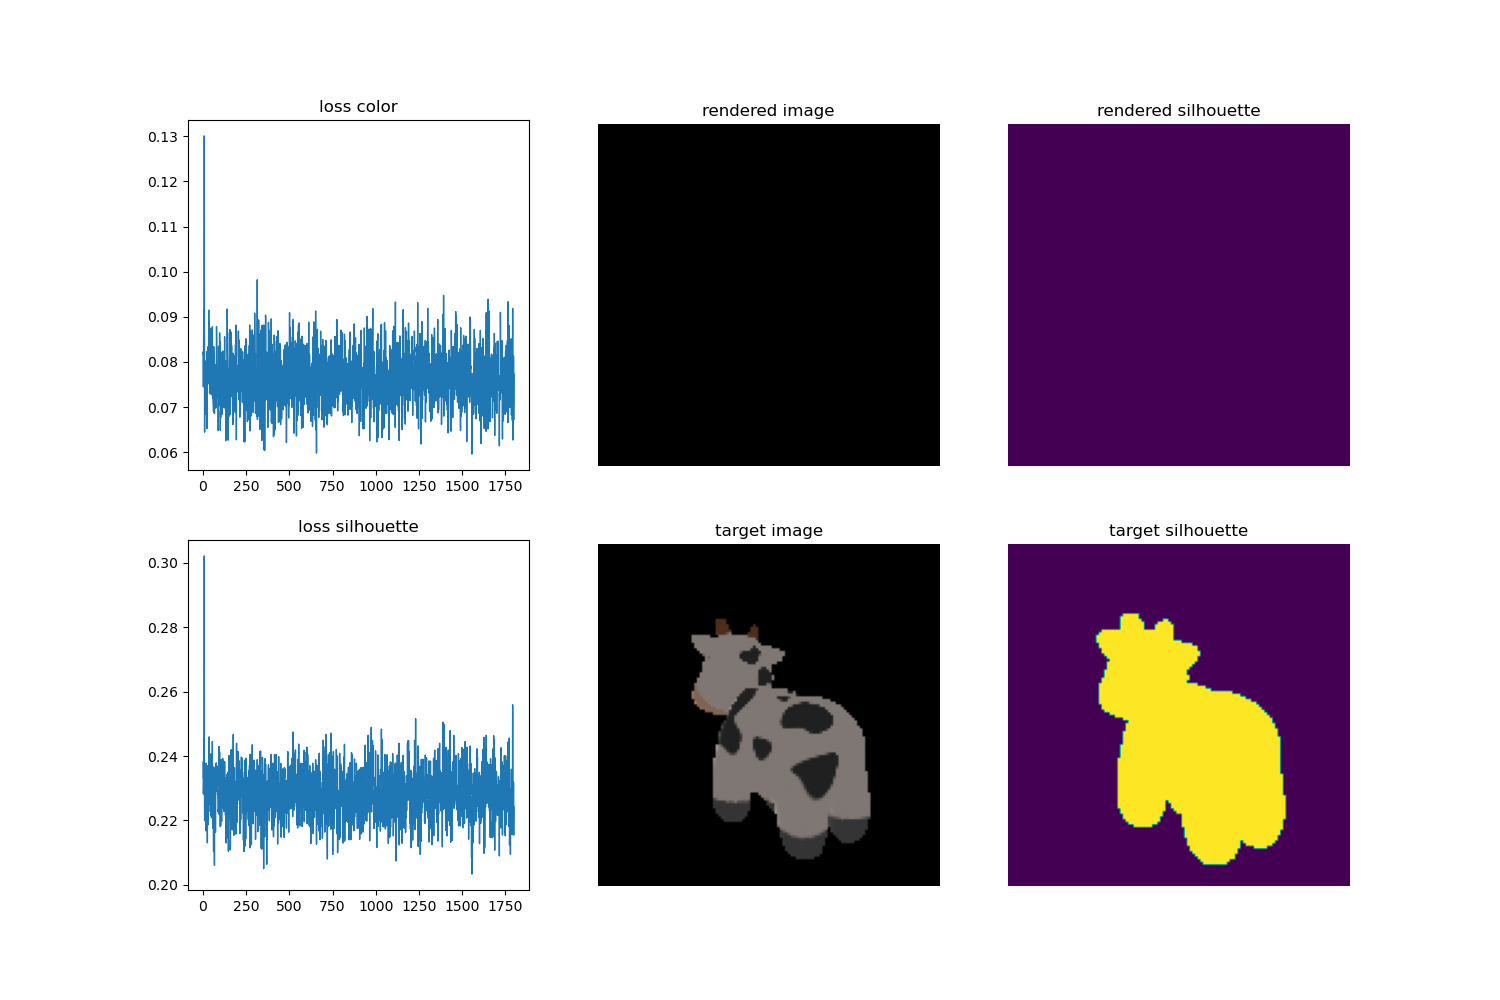 loss color
0.13
0.12
0.11
0.10
0.09
0.08
0.07
0.06
0 250 500 750 1000 1250 1500 1750
rendered image
rendered silhouette
loss silhouette
0.30
0.28
0.26
0.24
0.22
0.20
0 250 500 750 1000 1250 1500 1750
target image
target silhouette